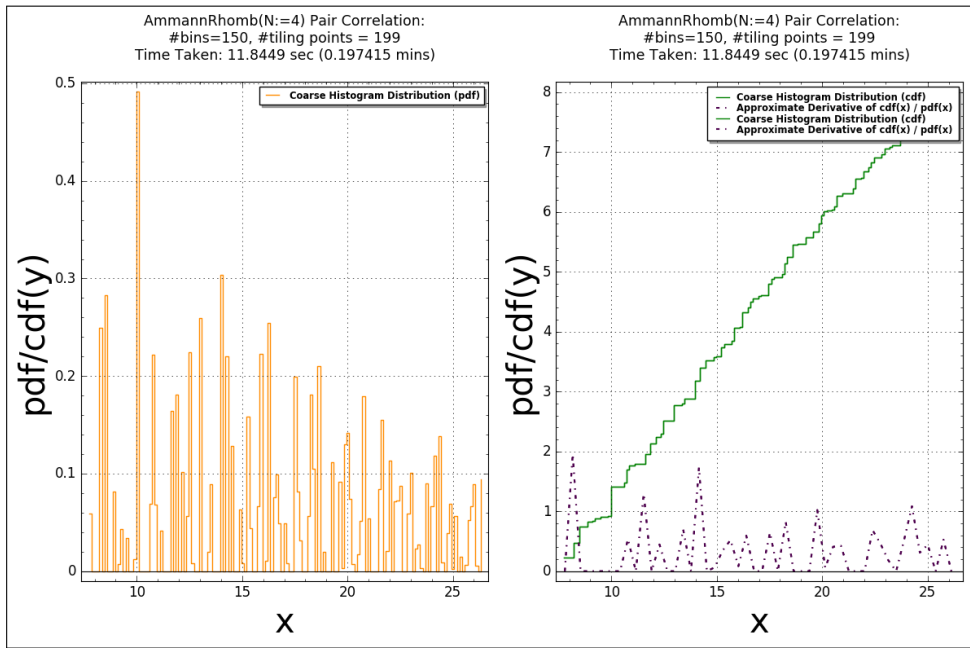 AmmannRhomb(N:=4) Pair Correlation:
#bins=150, #tiling points = 199
Time Taken: 11.8449 sec (0.197415 mins)
Coarse Histogram Distribution (pdf)
0.5
0.4
0.3
0.2
0.1
0
pdf/cdf(y)
10
15
20
25
x
AmmannRhomb(N:=4) Pair Correlation:
#bins=150, #tiling points = 199
Time Taken: 11.8449 sec (0.197415 mins)
Coarse Histogram Distribution (cdf)
Approximate Derivative of cdf(x) / pdf(x)
Coarse Histogram Distribution (cdf)
Approximate Derivative of cdf(x) / pdf(x)
8
7
6
5
4
3
2
1
0
pdf/cdf(y)
10
15
20
25
x